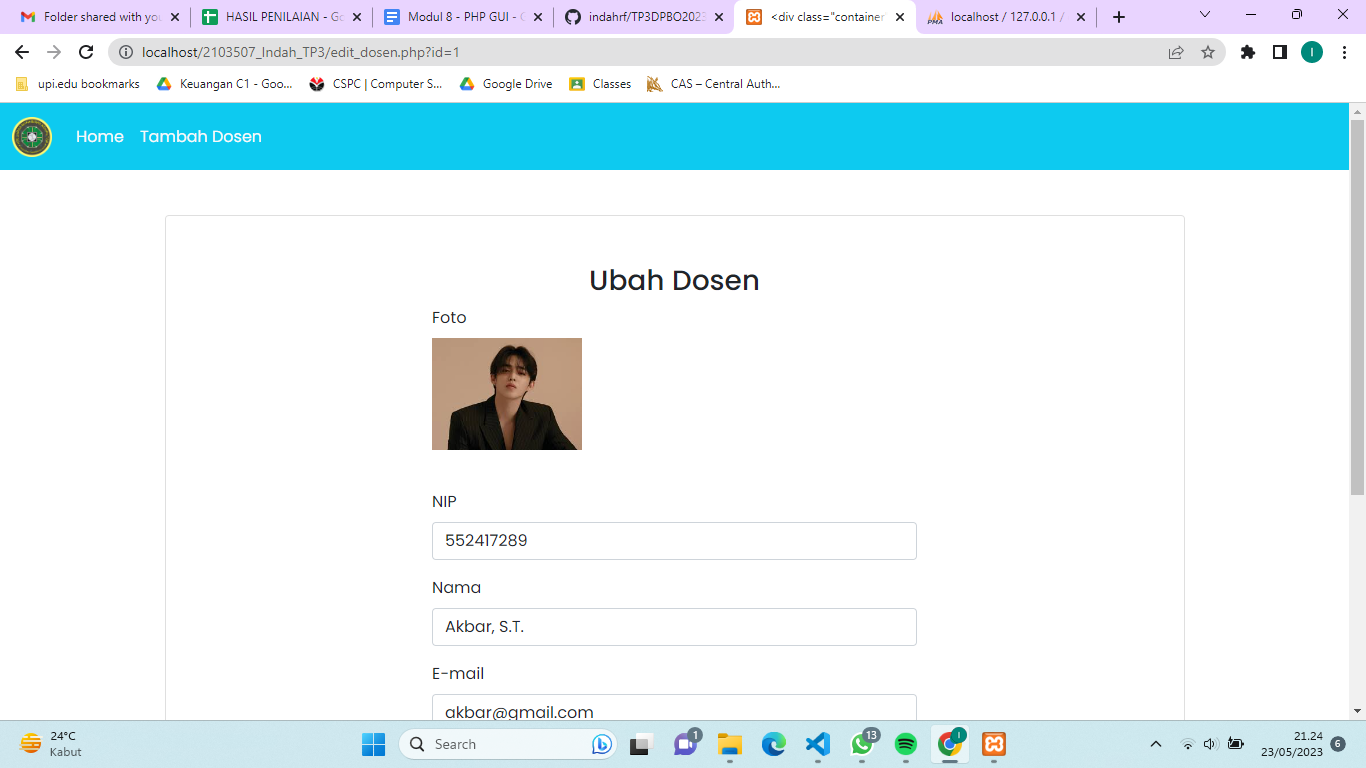 Folder shared with you
HASIL PENILAIAN - Go
Modul 8 - PHP GUI - G
indahrf/TP3DPBO2023
<div class="container
localhost / 127.0.0.1 /
localhost/2103507_Indah_TP3/edit_dosen.php?id=1
I
upi.edu bookmarks
Keuangan C1 - Goo...
CSPC | Computer S...
Google Drive
Classes
CAS – Central Auth...
Home
Tambah Dosen
Ubah Dosen
Foto
NIP
552417289
Nama
Akbar, S.T.
E-mail
akbar@gmail.com
24°C
Kabut
Search
1
13
I
21.24
23/05/2023
6